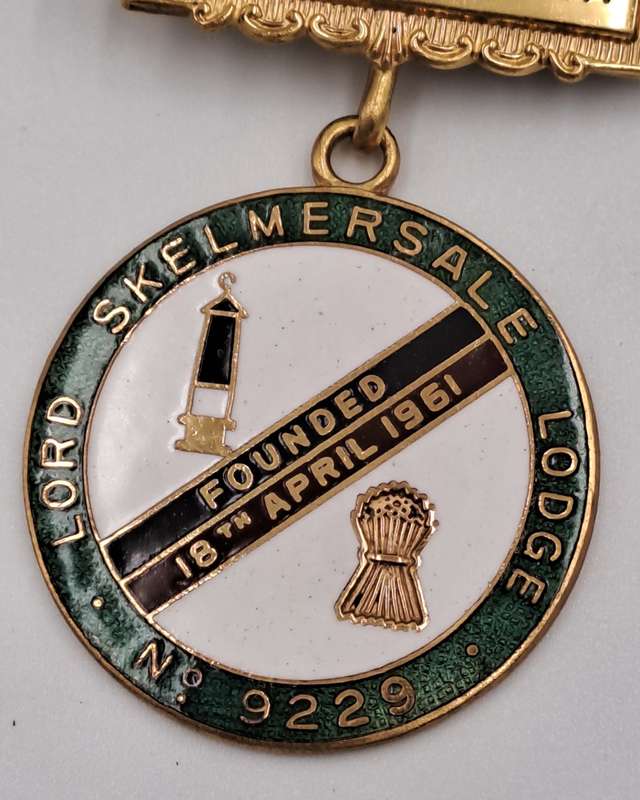 LORD SKELMERSALE LODGE
Nº 9229
FOUNDED
18TH APRIL 1961